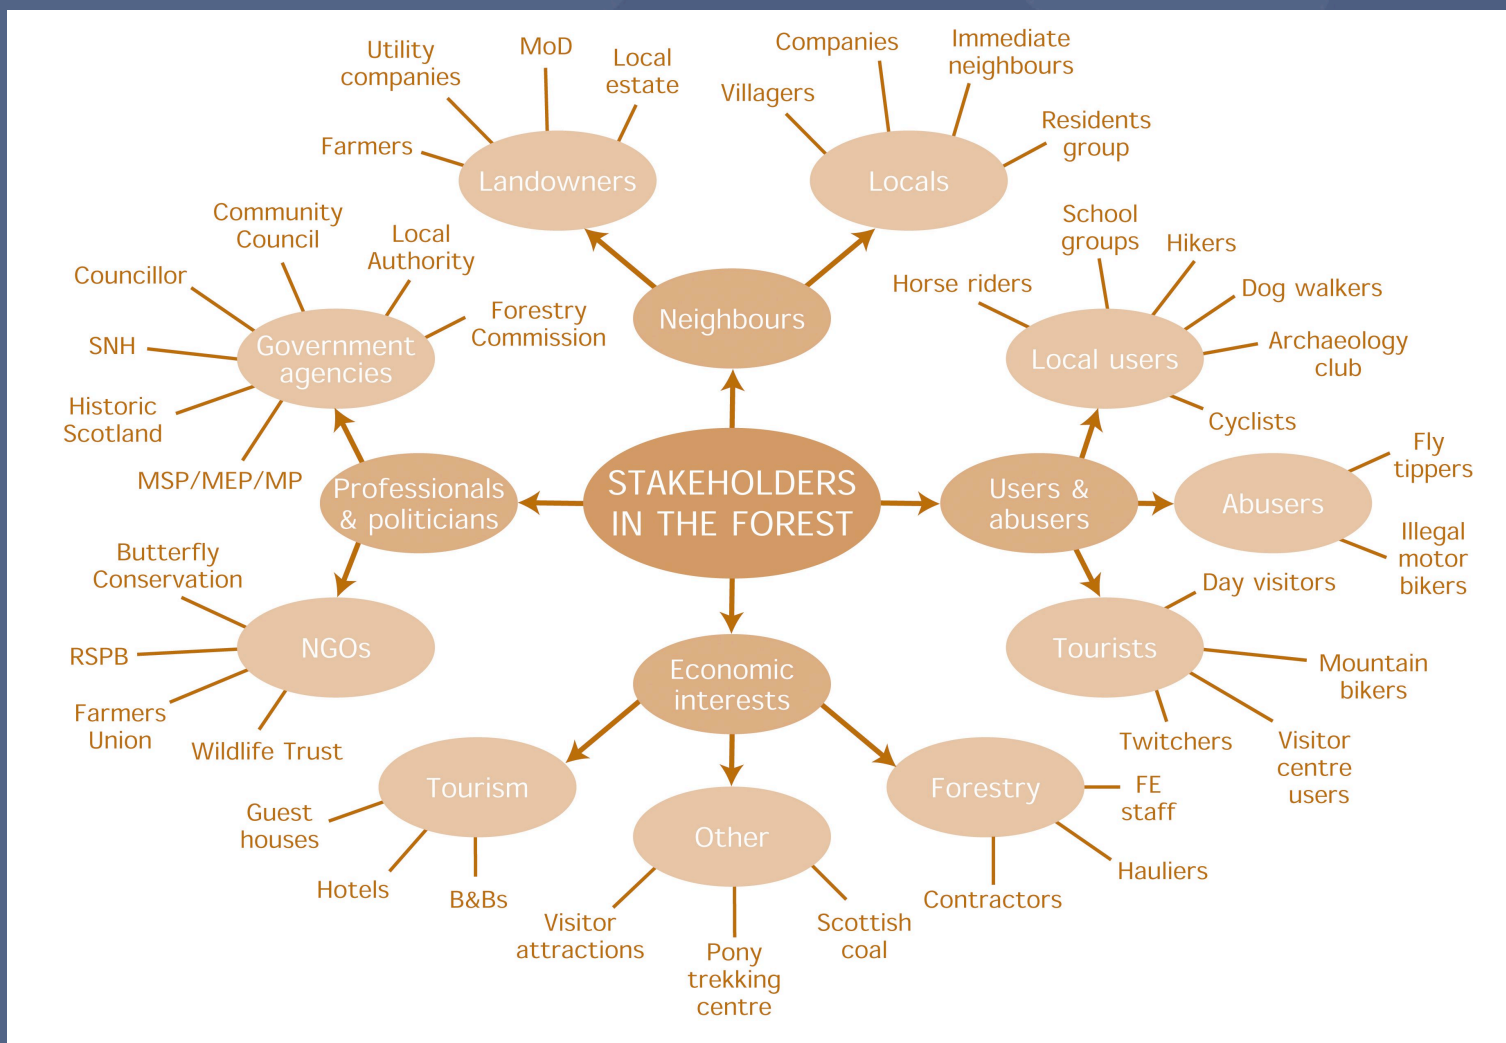 STAKEHOLDERS
IN THE FOREST
Neighbours
Landowners
Farmers
Utility
companies
MoD
Local
estate
Locals
Villagers
Companies
Immediate
neighbours
Residents
group
Users &
abusers
Local users
Horse riders
School
groups
Hikers
Dog walkers
Archaeology
club
Cyclists
Abusers
Fly
tippers
Illegal
motor
bikers
Tourists
Day visitors
Mountain
bikers
Visitor
centre
users
Twitchers
Economic
interests
Forestry
FE
staff
Hauliers
Contractors
Other
Scottish
coal
Pony
trekking
centre
Visitor
attractions
Tourism
B&Bs
Hotels
Guest
houses
Professionals
& politicians
NGOs
Wildlife Trust
Farmers
Union
RSPB
Butterfly
Conservation
Government
agencies
MSP/MEP/MP
Historic
Scotland
SNH
Councillor
Community
Council
Local
Authority
Forestry
Commission